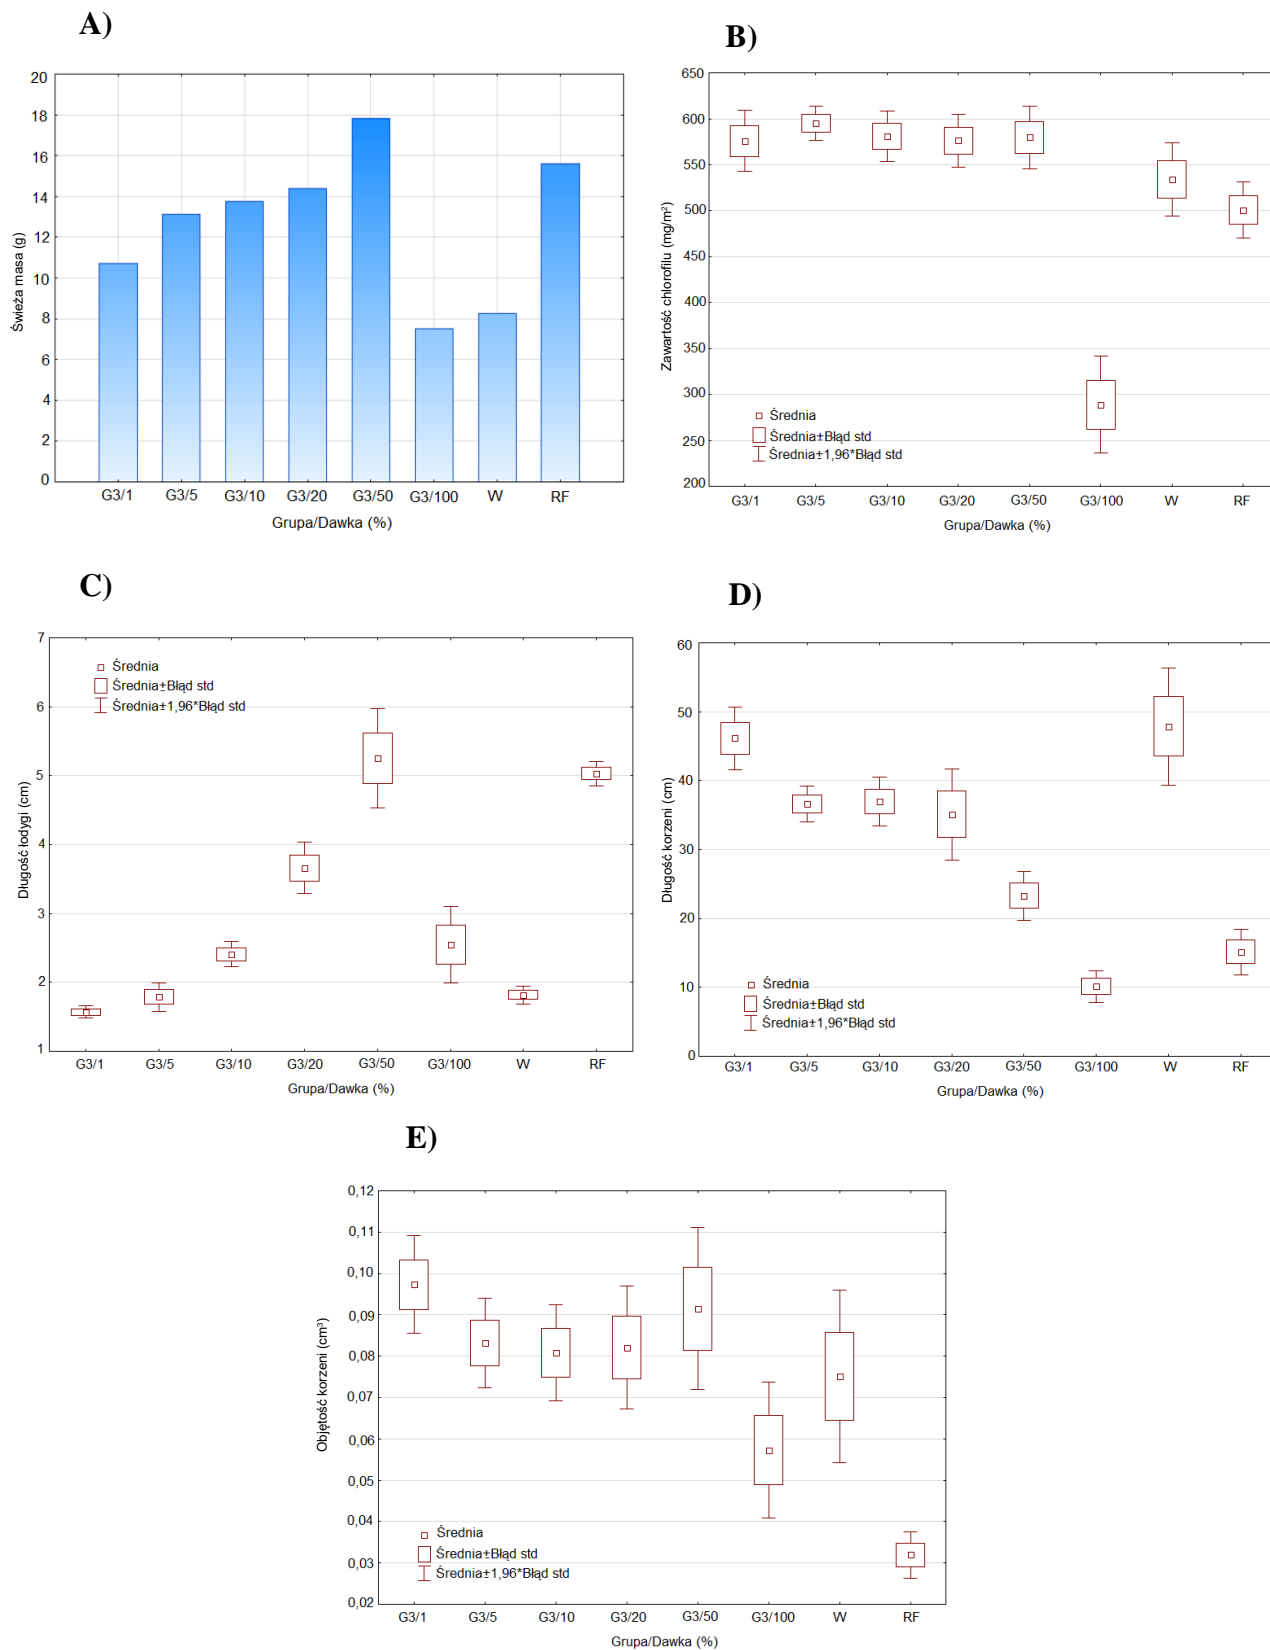 A)
20
18
16
14
12
10
8
6
4
2
0
Świeża masa (g)
G3/1 G3/5 G3/10 G3/20 G3/50 G3/100 W RF
Grupa/Dawka (%)
B)
650
600
550
500
450
400
350
300
250
200
Zawartość chlorofilu (mg/m²)
Średnia
Średnia±Błąd std
Średnia±1,96*Błąd std
G3/1 G3/5 G3/10 G3/20 G3/50 G3/100 W RF
Grupa/Dawka (%)
C)
7
6
5
4
3
2
1
Długość łodygi (cm)
Średnia
Średnia±Błąd std
Średnia±1,96*Błąd std
G3/1 G3/5 G3/10 G3/20 G3/50 G3/100 W RF
Grupa/Dawka (%)
D)
60
50
40
30
20
10
0
Długość korzeni (cm)
Średnia
Średnia±Błąd std
Średnia±1,96*Błąd std
G3/1 G3/5 G3/10 G3/20 G3/50 G3/100 W RF
Grupa/Dawka (%)
E)
0,12
0,11
0,10
0,09
0,08
0,07
0,06
0,05
0,04
0,03
0,02
Objętość korzeni (cm³)
Średnia
Średnia±Błąd std
Średnia±1,96*Błąd std
G3/1 G3/5 G3/10 G3/20 G3/50 G3/100 W RF
Grupa/Dawka (%)